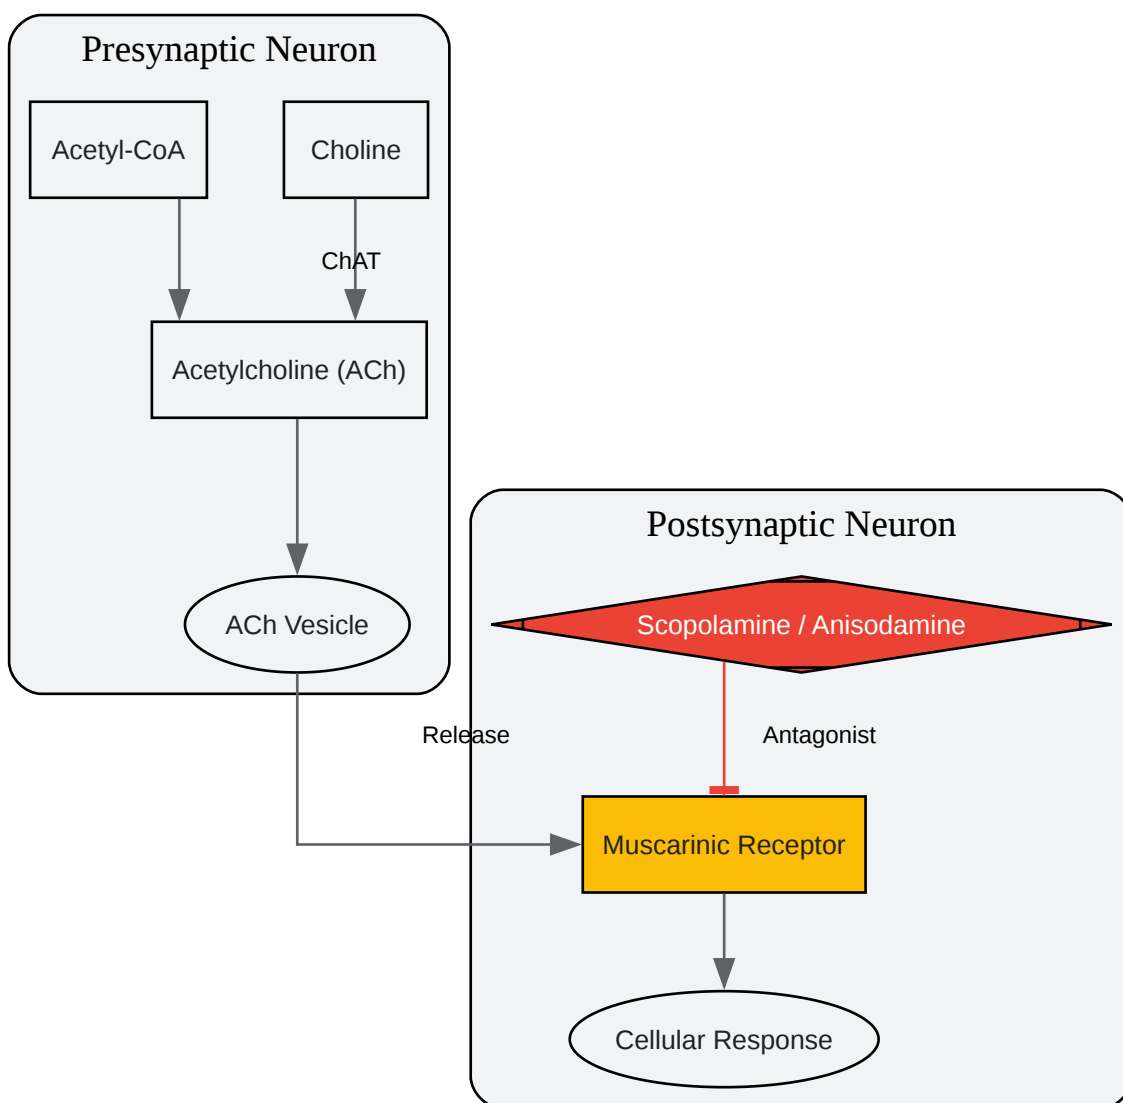 Presynaptic Neuron
Acetyl-CoA
Choline
ChAT
Acetylcholine (ACh)
ACh Vesicle
Release
Postsynaptic Neuron
Scopolamine / Anisodamine
Antagonist
Muscarinic Receptor
Cellular Response